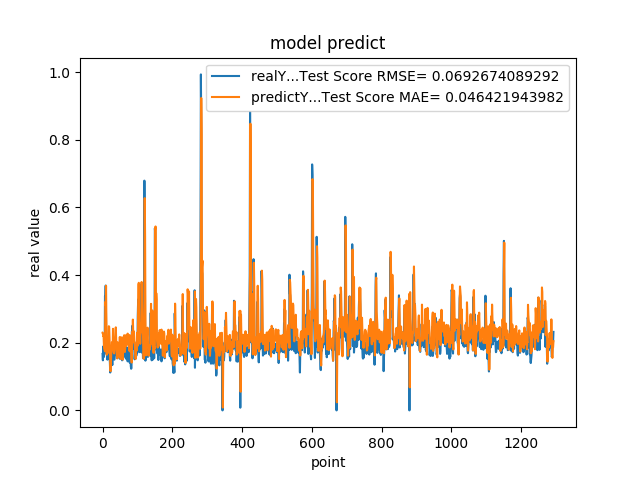 model predict
realY...Test Score RMSE= 0.0692674089292
predictY...Test Score MAE= 0.046421943982
1.0
0.8
0.6
0.4
0.2
0.0
real value
0 200 400 600 800 1000 1200
point